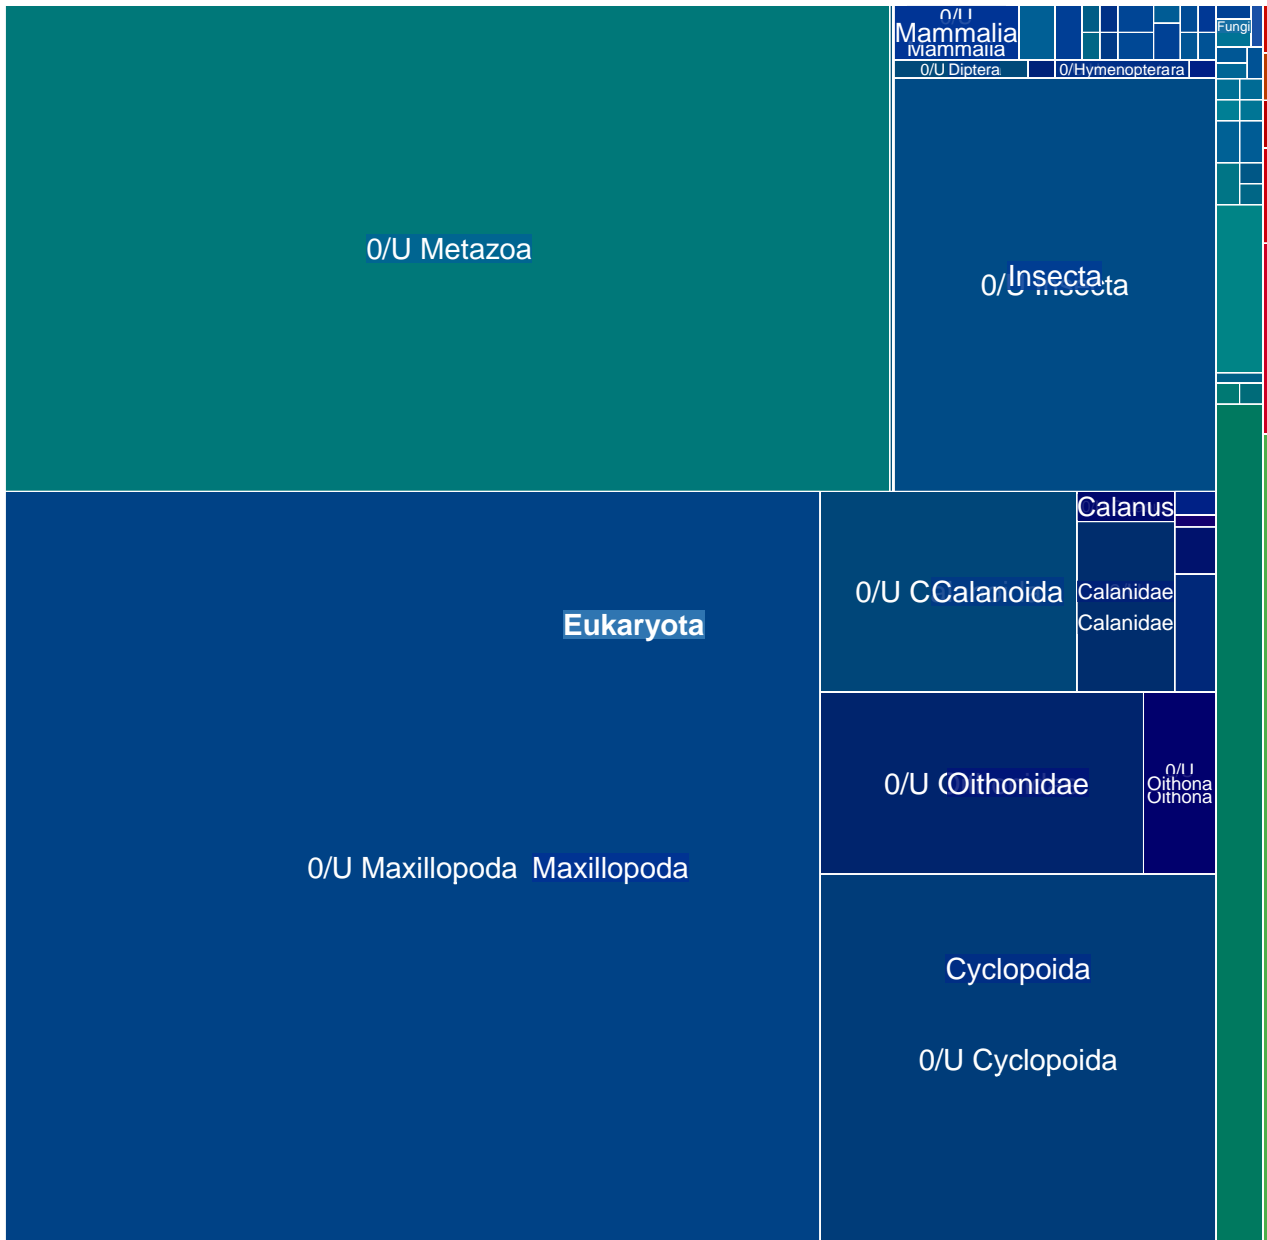 0/U
Mammalia
Mammalia
Fungi
0/U Diptera
0/Hymenopterara
0/U Metazoa
Insecta
0/U Insecta
Calanus
0/U C Calanoida
Calanidae
Calanidae
Eukaryota
0/U Oithonidae
0/U
Oithona
Oithona
0/U Maxillopoda Maxillopoda
Cyclopoida
0/U Cyclopoida